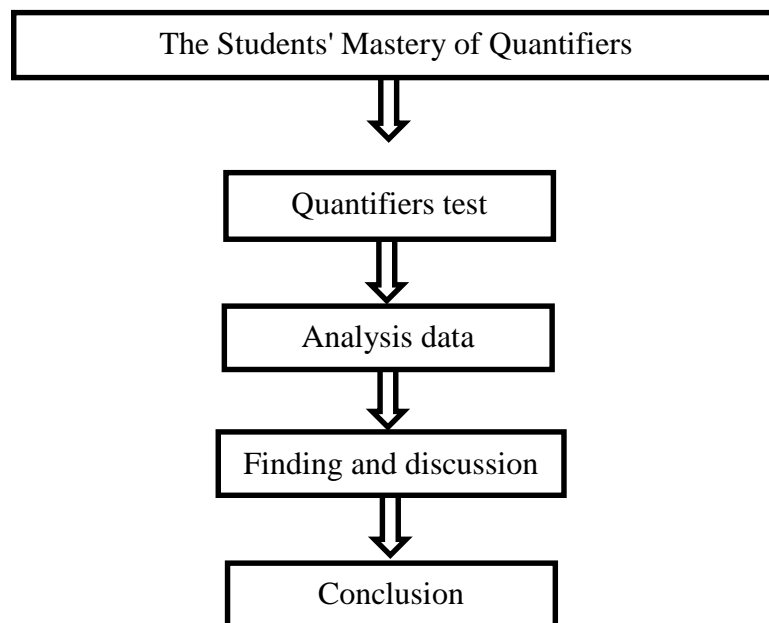 The Students' Mastery of Quantifiers
Quantifiers test
Analysis data
Finding and discussion
Conclusion